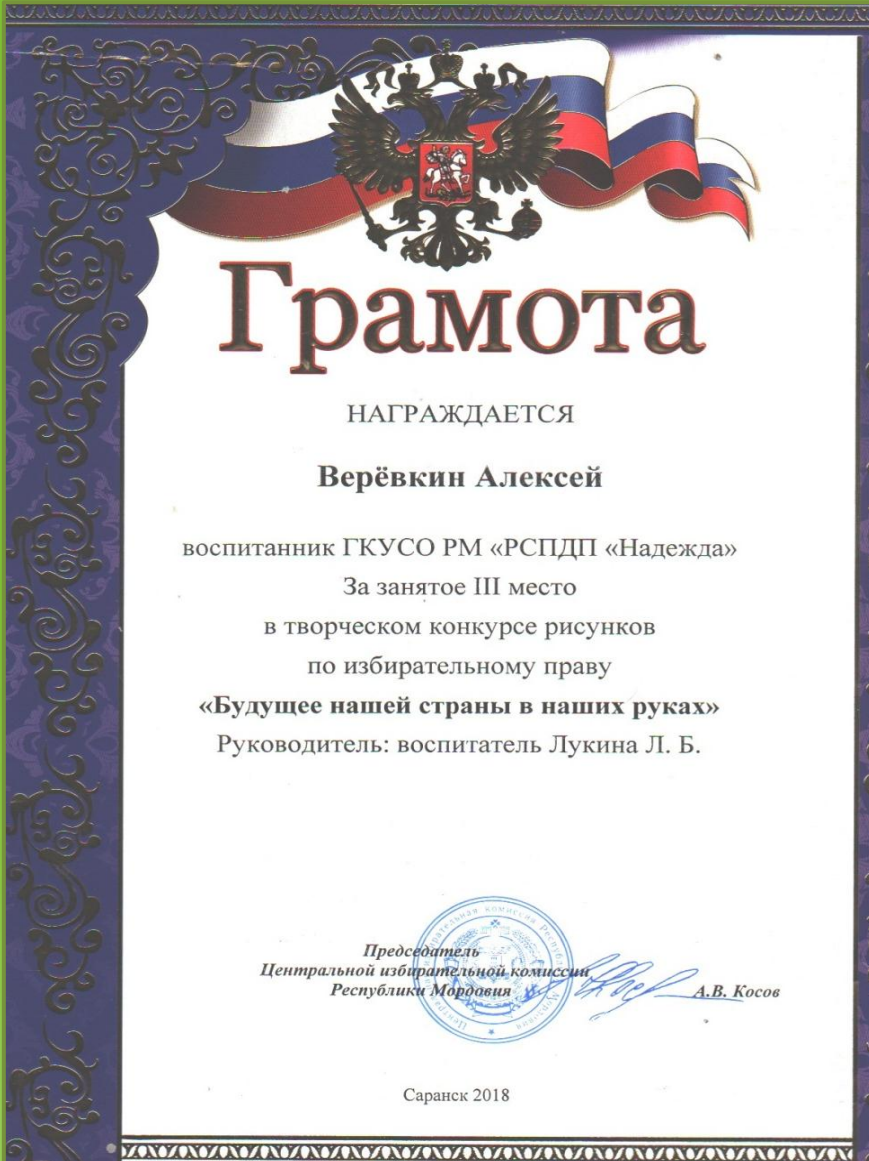 Грамота
НАГРАЖДАЕТСЯ
Верёвкин Алексей
воспитанник ГКУСО РМ «РСПДП «Надежда»
За занятое III место
в творческом конкурсе рисунков
по избирательному праву
«Будущее нашей страны в наших руках»
Руководитель: воспитатель Лукина Л. Б.
Председатель
Центральной избирательной комиссии
Республики Мордовия
А.В. Косов
Саранск 2018